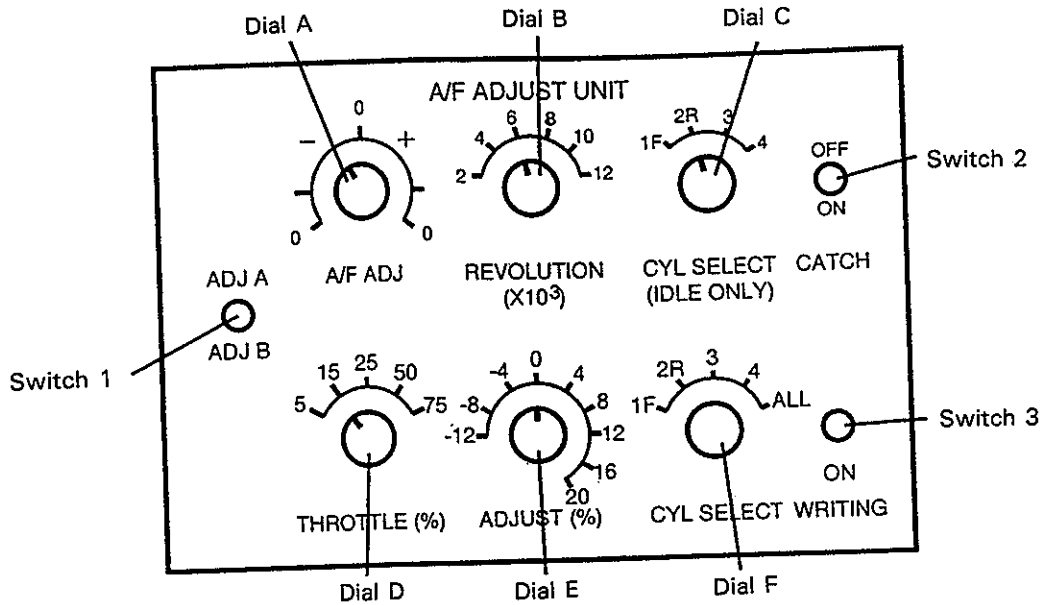 Dial A
Dial B
Dial C
A/F ADJUST UNIT
0
- +
0 0
A/F ADJ
2 4 6 8 10 12
REVOLUTION
(X10³)
1F 2R 3 4
CYL SELECT
(IDLE ONLY)
OFF
ON
CATCH
Switch 2
ADJ A
ADJ B
Switch 1
5 15 25 50 75
THROTTLE (%)
-12 -8 -4 0 4 8 12 16 20
ADJUST (%)
1F 2R 3 4 ALL
CYL SELECT
ON
WRITING
Switch 3
Dial D
Dial E
Dial F